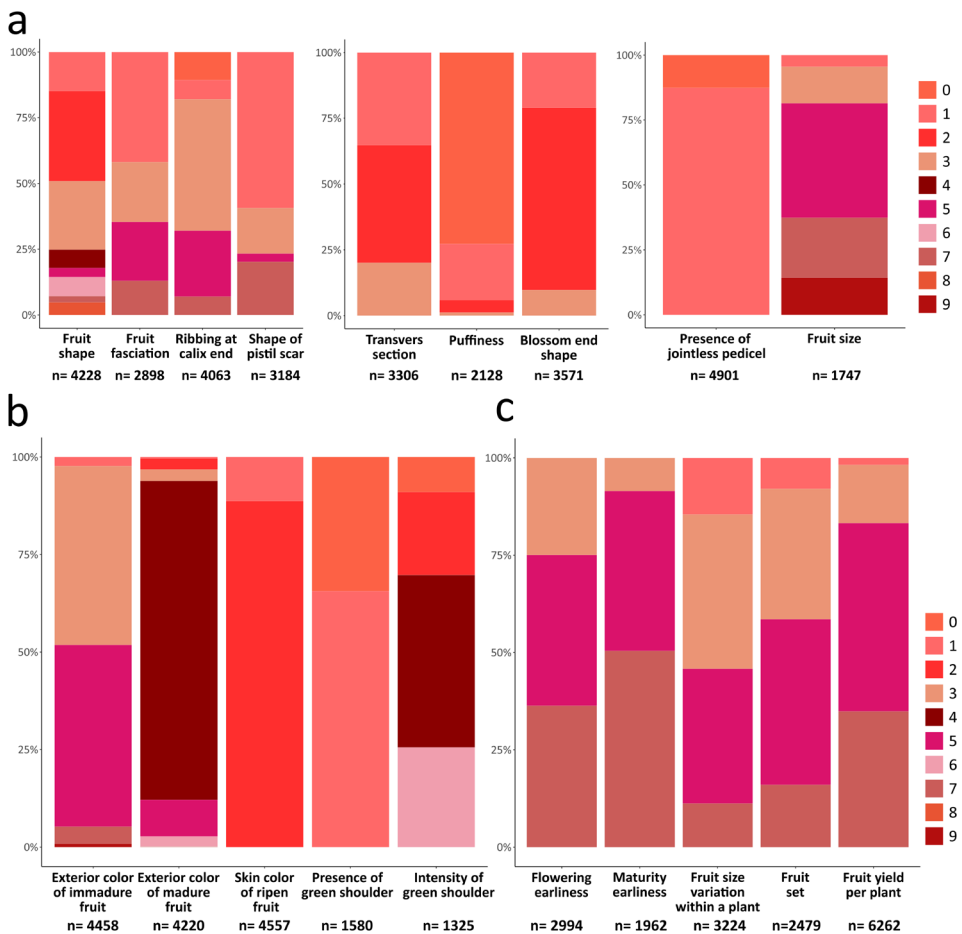 a
100%
75%
50%
25%
0%
Fruit
shape
n= 4228
Fruit
fasciation
n= 2898
Ribbing at
calix end
n= 4063
Shape of
pistil scar
n= 3184
100%
75%
50%
25%
0%
Transvers
section
n= 3306
Puffiness
n= 2128
Blossom end
shape
n= 3571
100%
75%
50%
25%
0%
Presence of
jointless pedicel
n= 4901
Fruit size
n= 1747
0
1
2
3
4
5
6
7
8
9
b
100%
75%
50%
25%
0%
Exterior color
of immadure
fruit
n= 4458
Exterior color
of madure
fruit
n= 4220
Skin color
of ripen
fruit
n= 4557
Presence of
green shoulder
n= 1580
Intensity of
green shoulder
n= 1325
c
100%
75%
50%
25%
0%
Flowering
earliness
n= 2994
Maturity
earliness
n= 1962
Fruit size
variation
within a plant
n= 3224
Fruit
set
n=2479
Fruit yield
per plant
n= 6262
0
1
2
3
4
5
6
7
8
9